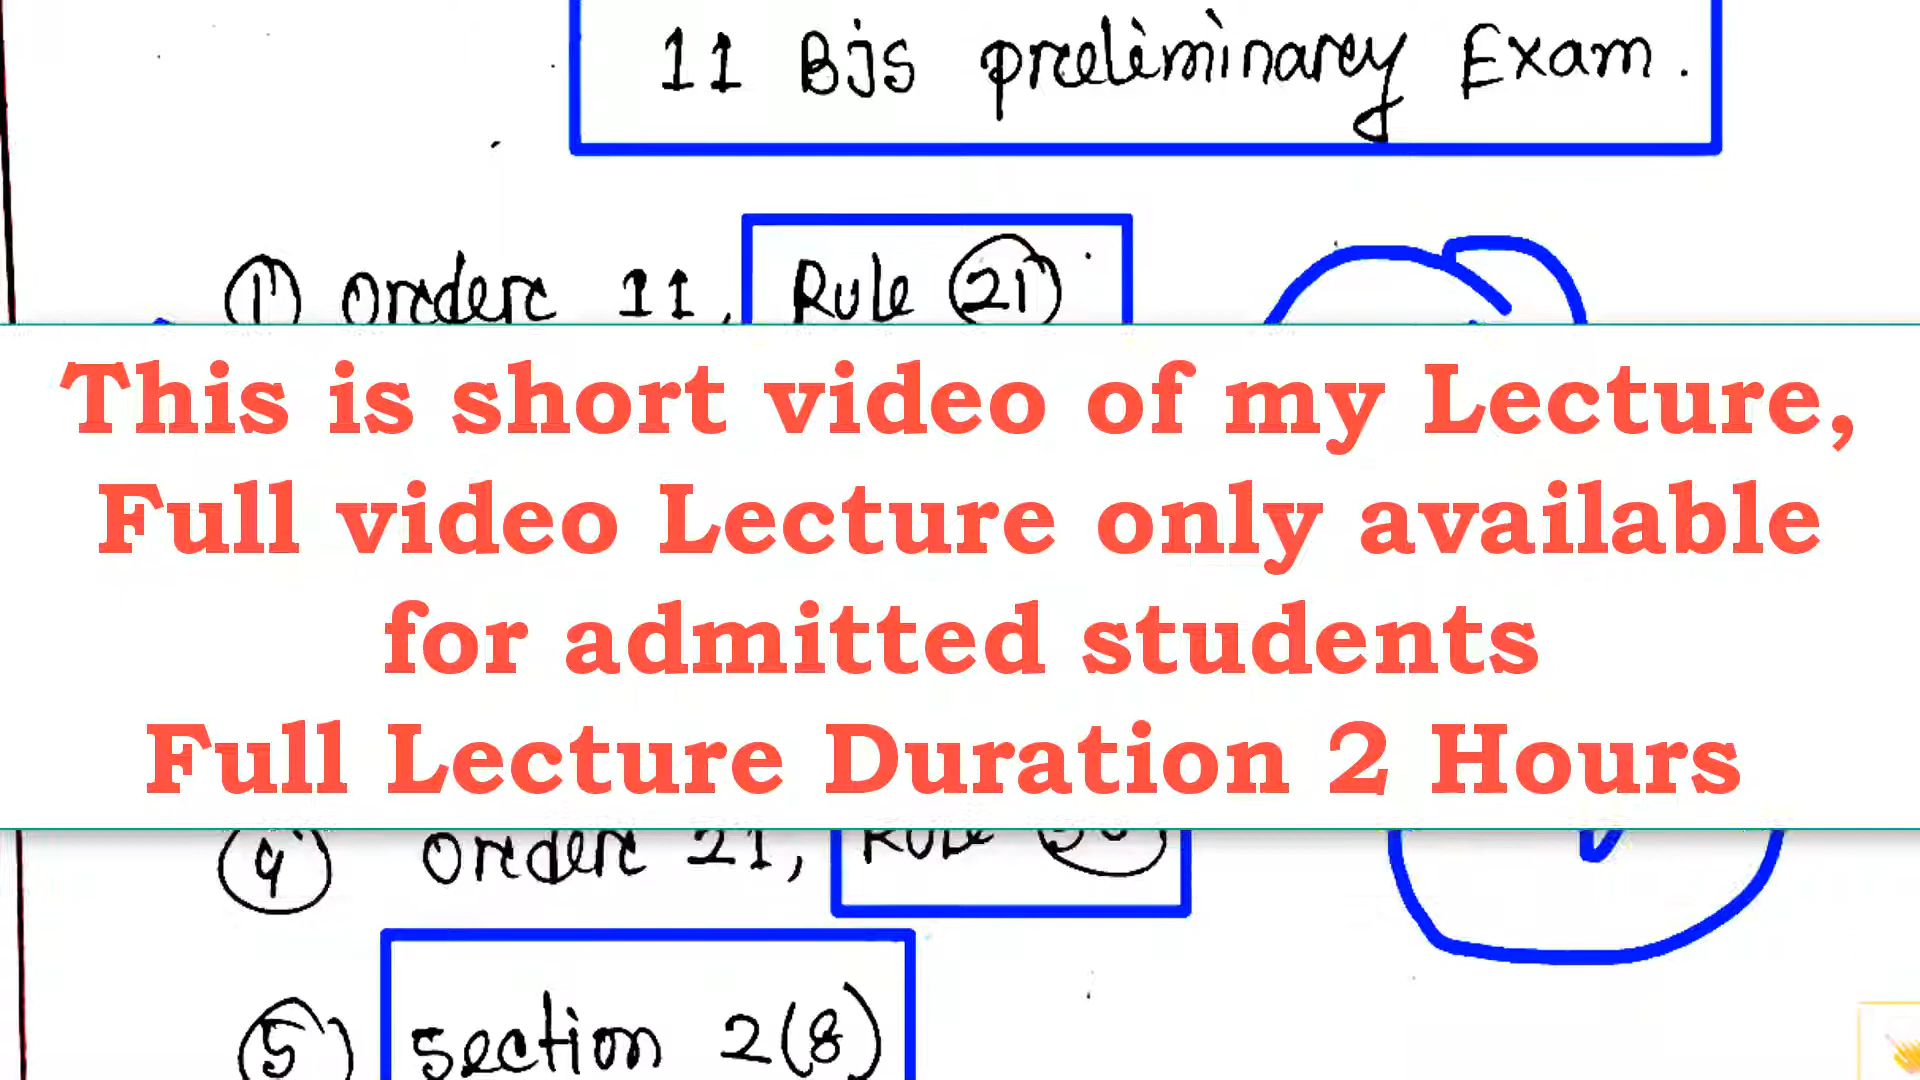 11 Bjs preliminary Exam.
① order 11, Rule 21
This is short video of my Lecture,
Full video Lecture only available
for admitted students
Full Lecture Duration 2 Hours
④ order 21, Rule
⑤ section 2(8)